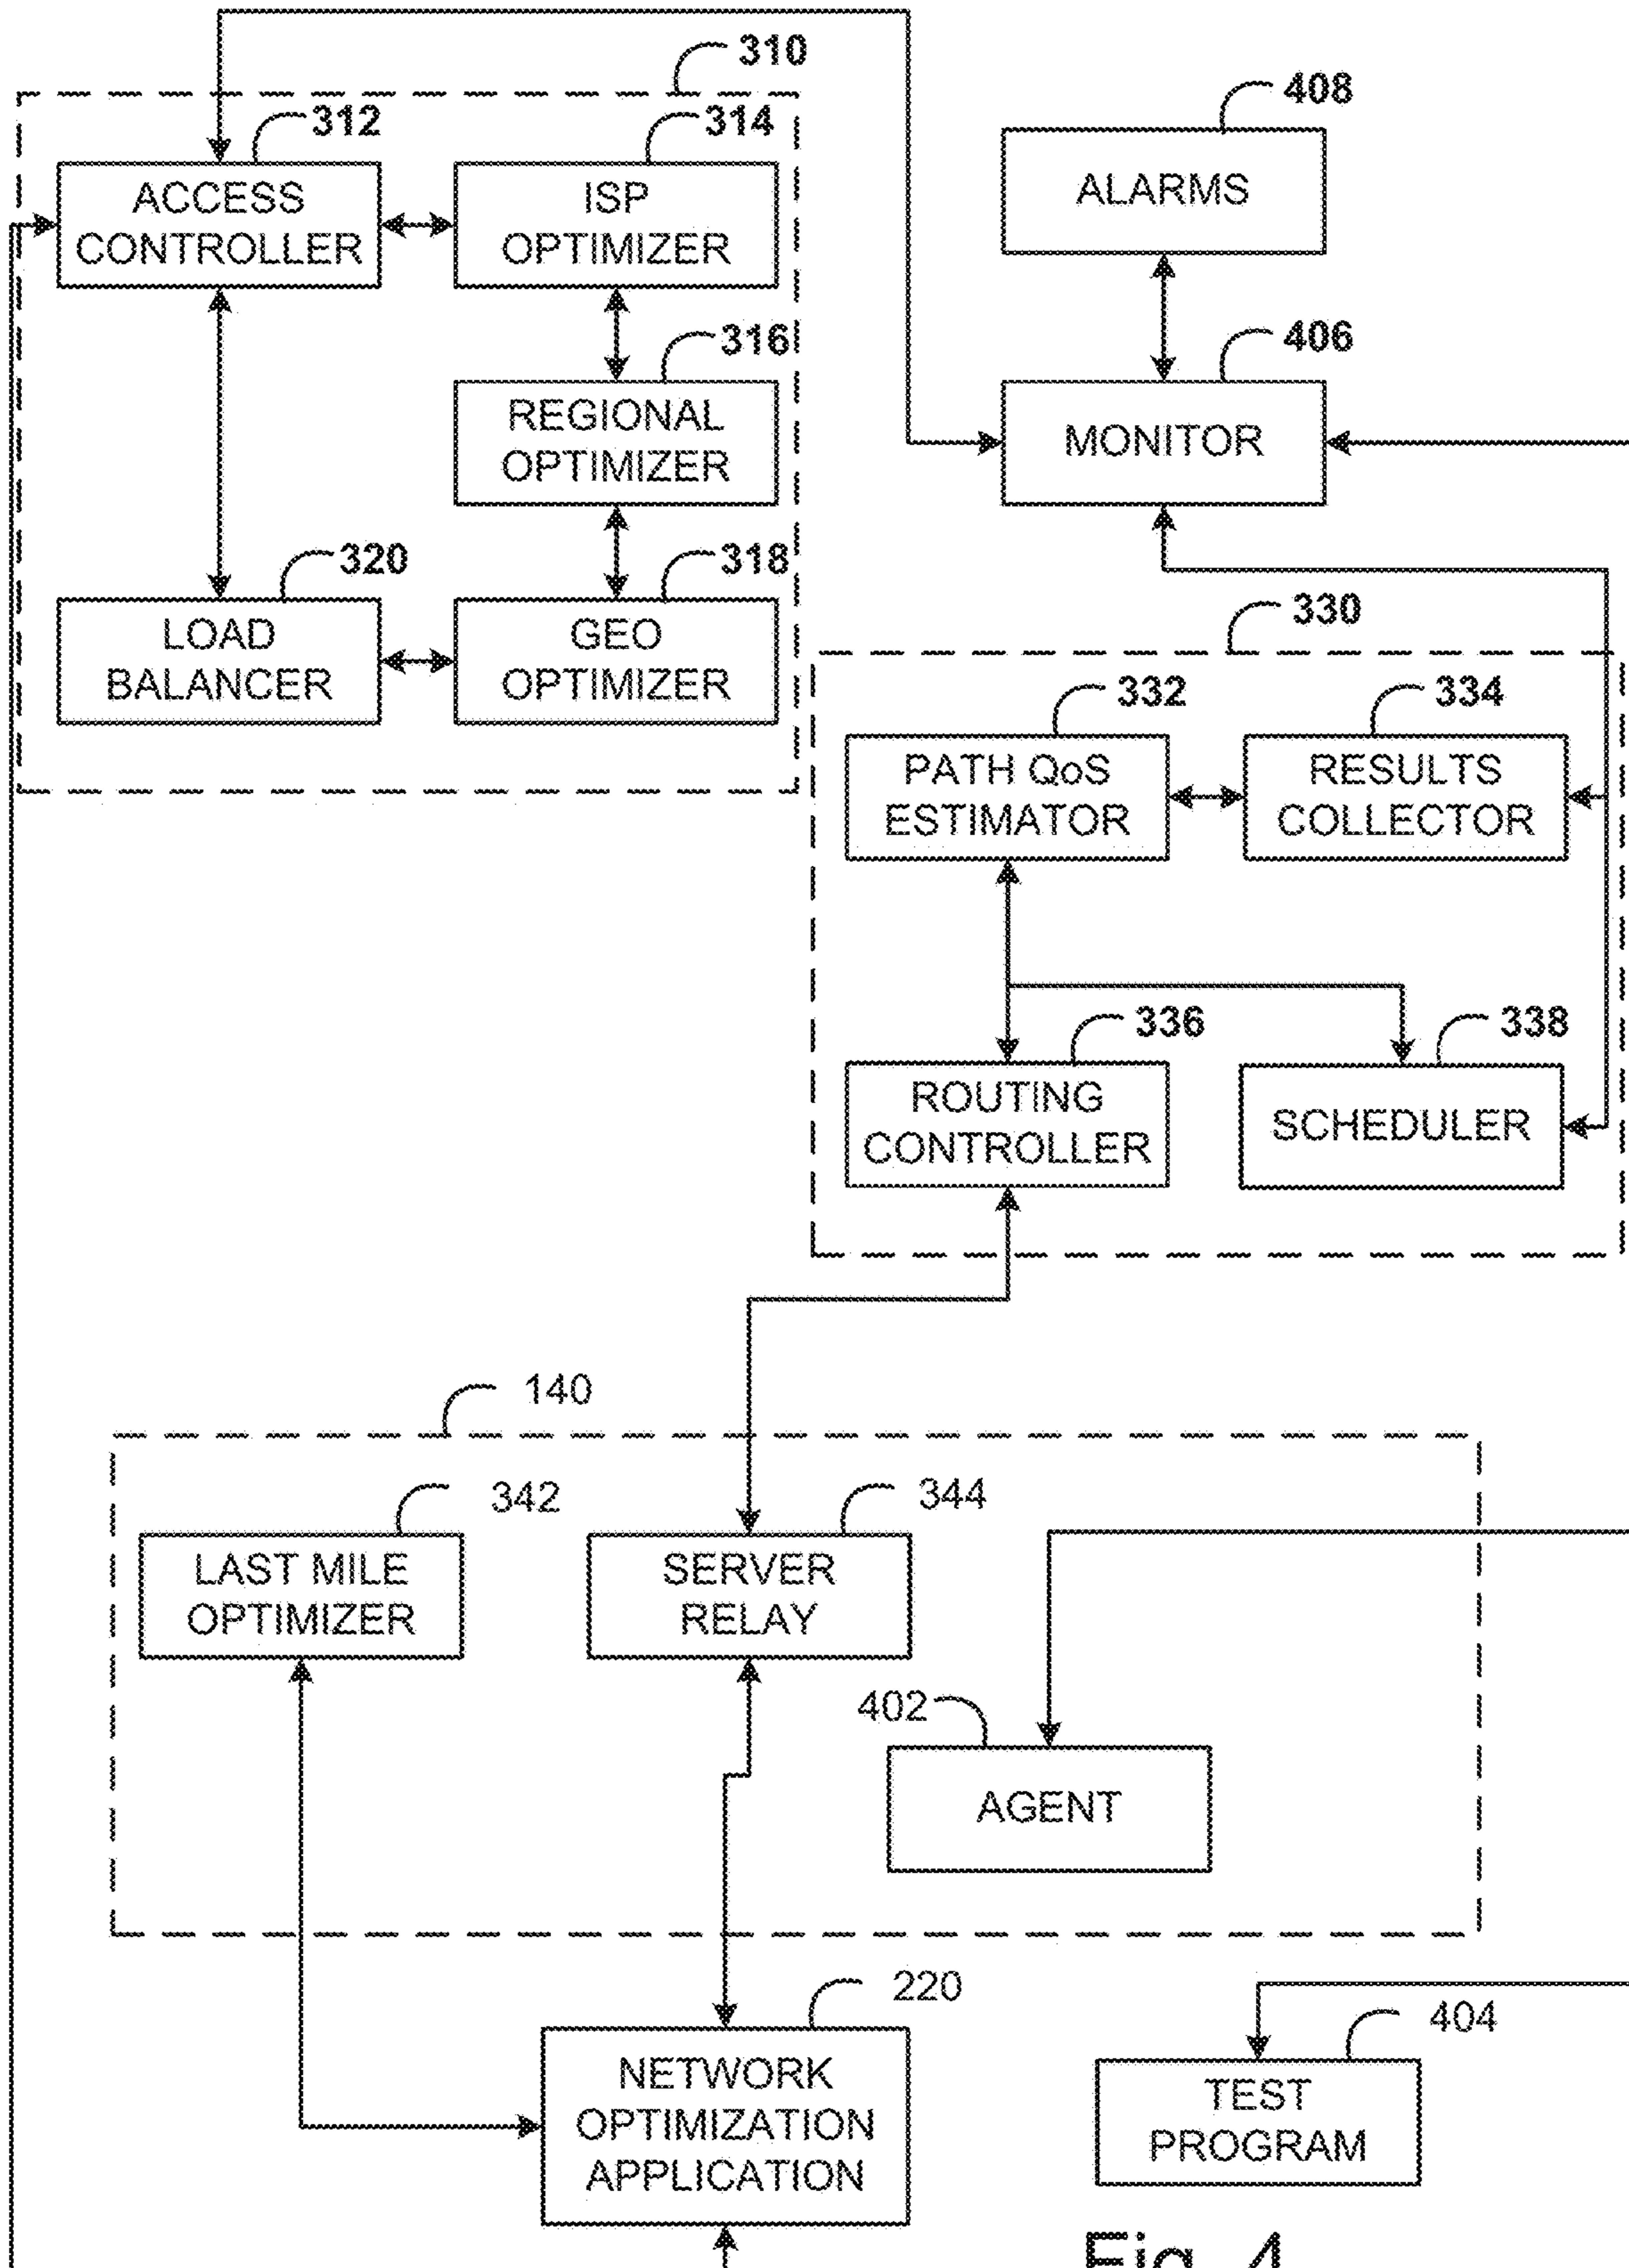 310
408
312
314
ACCESS
CONTROLLER
ISP
OPTIMIZER
ALARMS
316
406
REGIONAL
OPTIMIZER
MONITOR
320
318
LOAD
BALANCER
GEO
OPTIMIZER
330
332
334
PATH QoS
ESTIMATOR
RESULTS
COLLECTOR
336
338
ROUTING
CONTROLLER
SCHEDULER
140
342
344
LAST MILE
OPTIMIZER
SERVER
RELAY
402
AGENT
220
404
NETWORK
OPTIMIZATION
APPLICATION
TEST
PROGRAM
Fig. 4